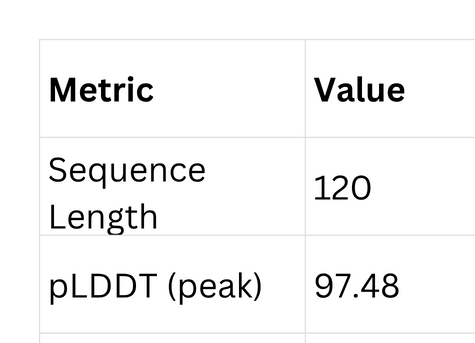 Metric Value
Sequence
Length 120
pLDDT (peak) 97.48